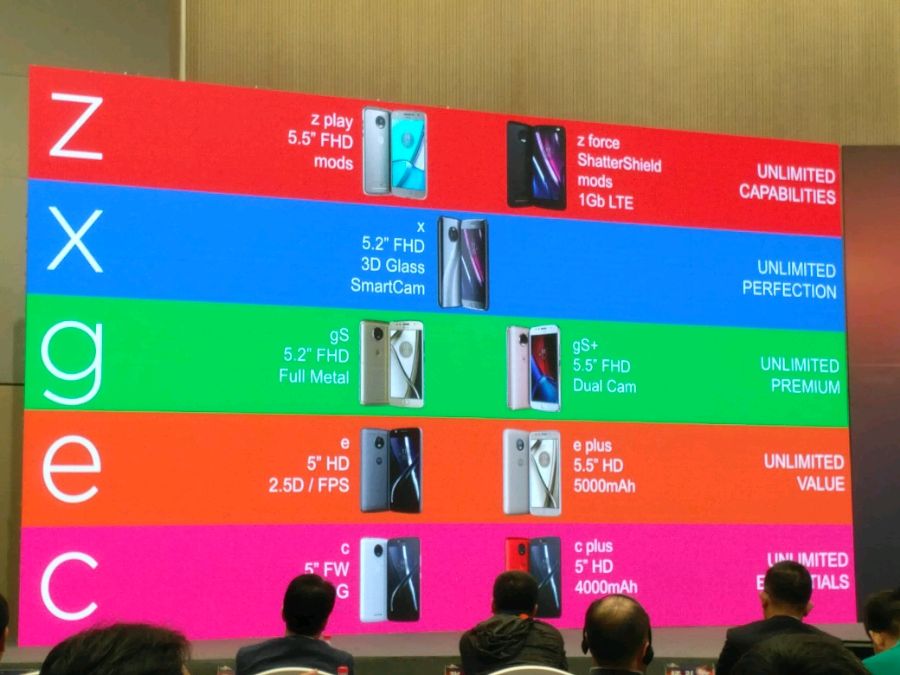 z
z play
5.5" FHD
mods
z force
ShatterShield
mods
1Gb LTE
UNLIMITED
CAPABILITIES
x
x
5.2" FHD
3D Glass
SmartCam
UNLIMITED
PERFECTION
g
gS
5.2" FHD
Full Metal
gS+
5.5" FHD
Dual Cam
UNLIMITED
PREMIUM
e
e
5" HD
2.5D / FPS
e plus
5.5" HD
5000mAh
UNLIMITED
VALUE
c
c
5" FW
G
c plus
5" HD
4000mAh